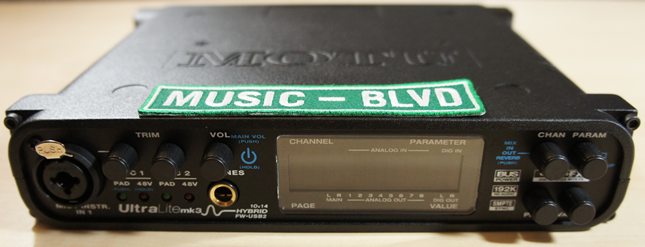 MOTU
MUSIC - BLVD
TRIM
VOL
MAIN VOL
(PUSH)
(HOLD)
PAD 48V
PAD 48V
IN 1
UltraLite mk3
10x14
HYBRID
FW-USB2
CHANNEL
PARAMETER
ANALOG IN
DIG IN
L R 1 2 3 4 5 6 7 8 L R
MAIN
ANALOG OUT
DIG OUT
PAGE
VALUE
CHAN
PARAM
MIX
IN
OUT
REVERB
(PUSH)
BUS
POWER
192K
SMPTE
SYNC